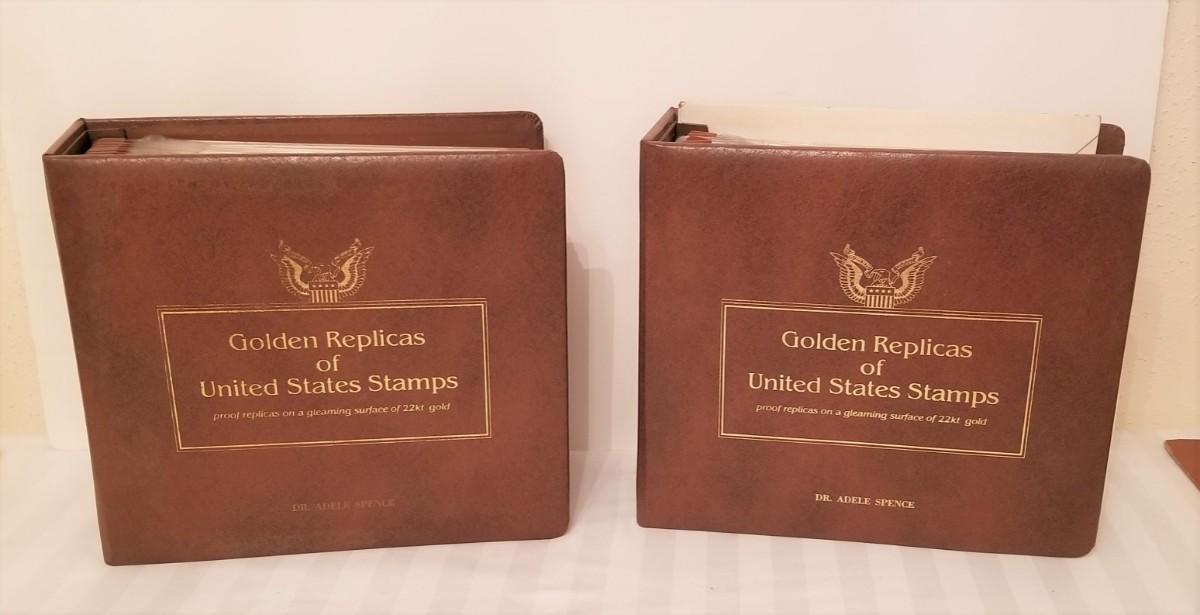 Golden Replicas
of
United States Stamps
proof replicas on a gleaming surface of 22kt gold
DR. ADELE SPENCE
Golden Replicas
of
United States Stamps
proof replicas on a gleaming surface of 22kt gold
DR. ADELE SPENCE